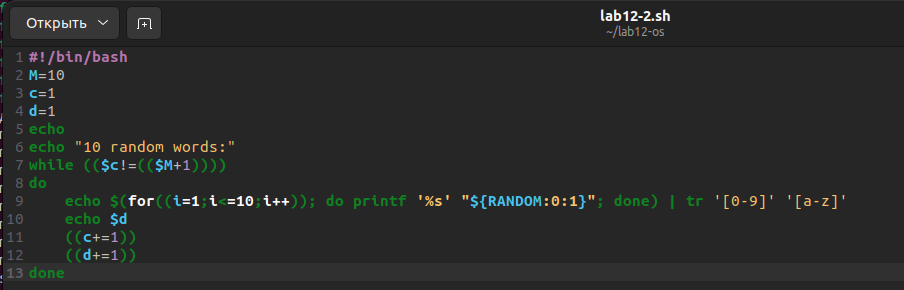 Открыть
lab12-2.sh
~/lab12-os
1 #!/bin/bash
2 M=10
3 c=1
4 d=1
5 echo
6 echo "10 random words:"
7 while (($c!=(($M+1))))
8 do
9     echo $(for((i=1;i<=10;i++)); do printf '%s' "${RANDOM:0:1}"; done) | tr '[0-9]' '[a-z]'
10     echo $d
11     ((c+=1))
12     ((d+=1))
13 done